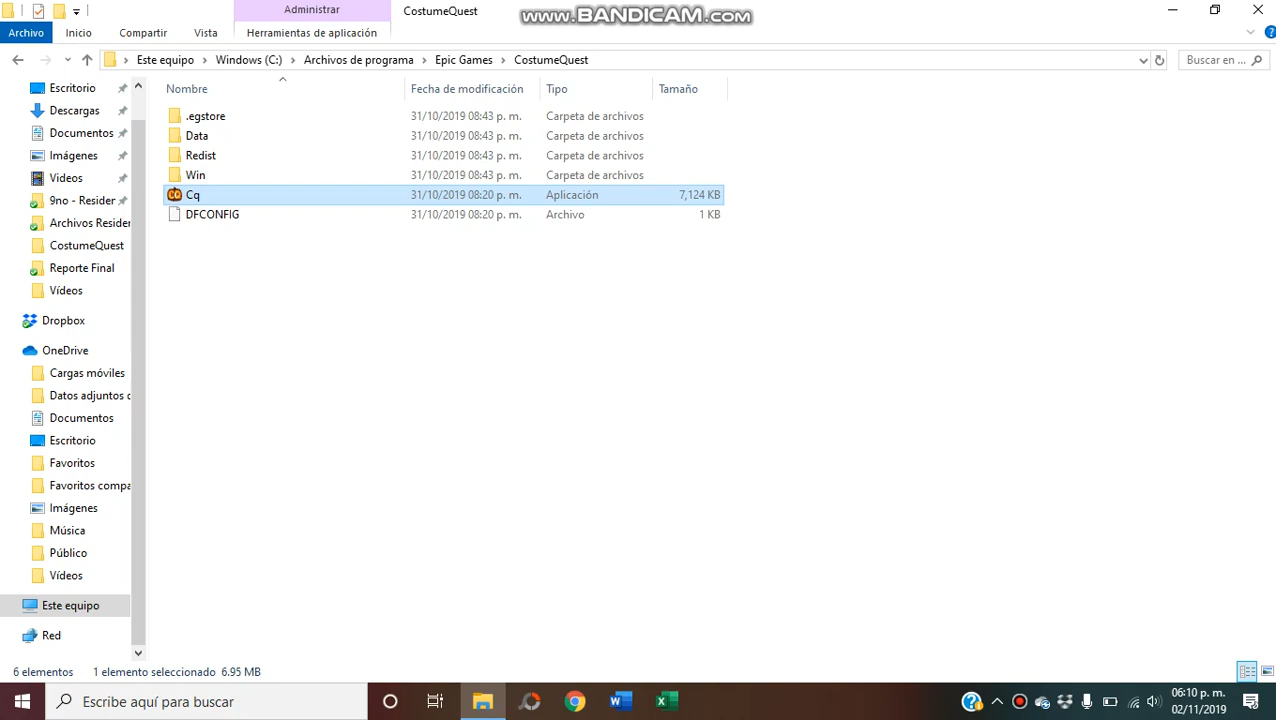 Administrar
CostumeQuest
www.BANDICAM.com
Archivo Inicio Compartir Vista Herramientas de aplicación
Este equipo > Windows (C:) > Archivos de programa > Epic Games > CostumeQuest
Buscar en ...
Nombre Fecha de modificación Tipo Tamaño
.egstore 31/10/2019 08:43 p. m. Carpeta de archivos
Data 31/10/2019 08:43 p. m. Carpeta de archivos
Redist 31/10/2019 08:43 p. m. Carpeta de archivos
Win 31/10/2019 08:43 p. m. Carpeta de archivos
Cq 31/10/2019 08:20 p. m. Aplicación 7,124 KB
DFCONFIG 31/10/2019 08:20 p. m. Archivo 1 KB
Escritorio
Descargas
Documentos
Imágenes
Videos
9no - Resider
Archivos Resider
CostumeQuest
Reporte Final
Vídeos
Dropbox
OneDrive
Cargas móviles
Datos adjuntos d
Documentos
Escritorio
Favoritos
Favoritos compa
Imágenes
Música
Público
Vídeos
Este equipo
Red
6 elementos 1 elemento seleccionado 6.95 MB
Escribe aquí para buscar
06:10 p. m.
02/11/2019